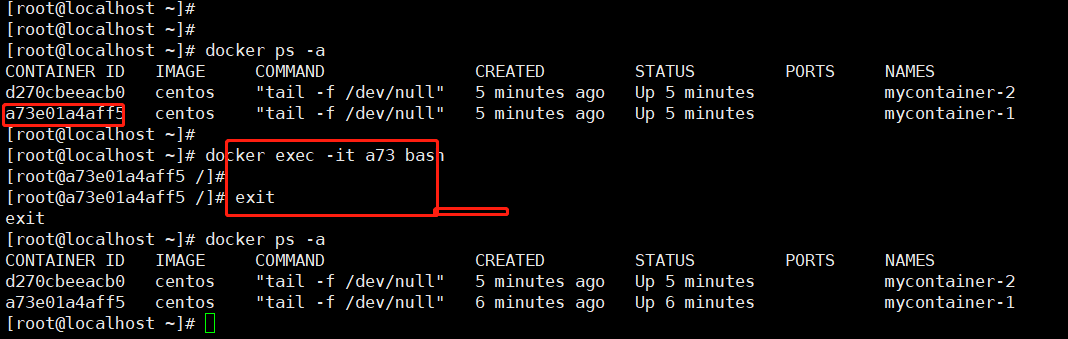 [root@localhost ~]#
[root@localhost ~]#
[root@localhost ~]# docker ps -a
CONTAINER ID   IMAGE     COMMAND               CREATED         STATUS         PORTS     NAMES
d270cbeeacb0   centos    "tail -f /dev/null"   5 minutes ago   Up 5 minutes             mycontainer-2
a73e01a4aff5   centos    "tail -f /dev/null"   5 minutes ago   Up 5 minutes             mycontainer-1
[root@localhost ~]#
[root@localhost ~]# docker exec -it a73 bash
[root@a73e01a4aff5 /]#
[root@a73e01a4aff5 /]# exit
exit
[root@localhost ~]# docker ps -a
CONTAINER ID   IMAGE     COMMAND               CREATED         STATUS         PORTS     NAMES
d270cbeeacb0   centos    "tail -f /dev/null"   5 minutes ago   Up 5 minutes             mycontainer-2
a73e01a4aff5   centos    "tail -f /dev/null"   6 minutes ago   Up 6 minutes             mycontainer-1
[root@localhost ~]#